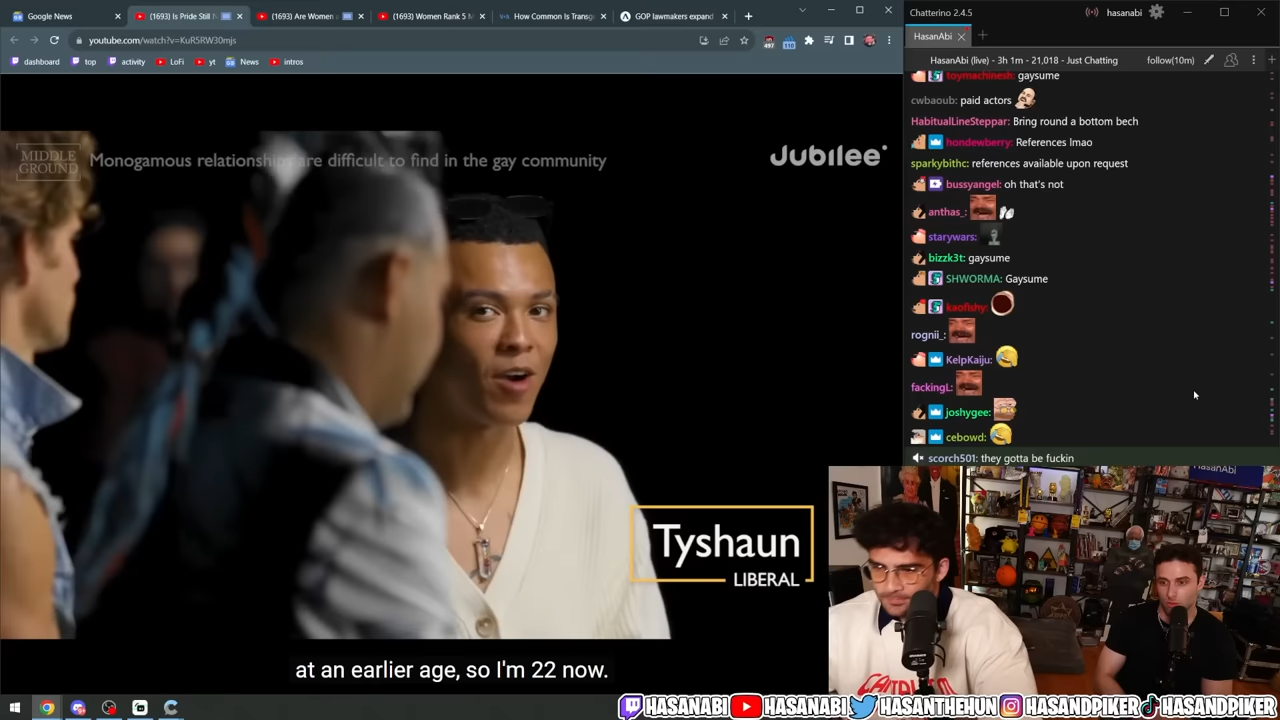 Google News
(1693) Is Pride Still H
(1693) Are Women a
(1693) Women Rank 5 M
How Common Is Transg
GOP lawmakers expand
youtube.com/watch?v=KuR5RW30mjs
dashboard
top
activity
LoFi
yt
News
intros
MIDDLE
GROUND
Monogamous relationships are difficult to find in the gay community
Jubilee
Tyshaun
LIBERAL
at an earlier age, so I'm 22 now.
Chatterino 2.4.5
hasanabi
HasanAbi
HasanAbi (live) - 3h 1m - 21,018 - Just Chatting
follow(10m)
toymachinesh: gaysume
cwbaoub: paid actors
HabitualLineSteppar: Bring round a bottom bech
hondewberry: References lmao
sparkybithc: references available upon request
bussyangel: oh that's not
anthas_:
starywars:
bizzk3t: gaysume
SHWORMA: Gaysume
kaofishy:
rognii_:
KelpKaiju:
fackingL:
joshygee:
cebowd:
scorch501: they gotta be fuckin
HasanAbi
HASANABI
HASANABI
HASANTHEHUN
HASANDPIKER
HASANDPIKER